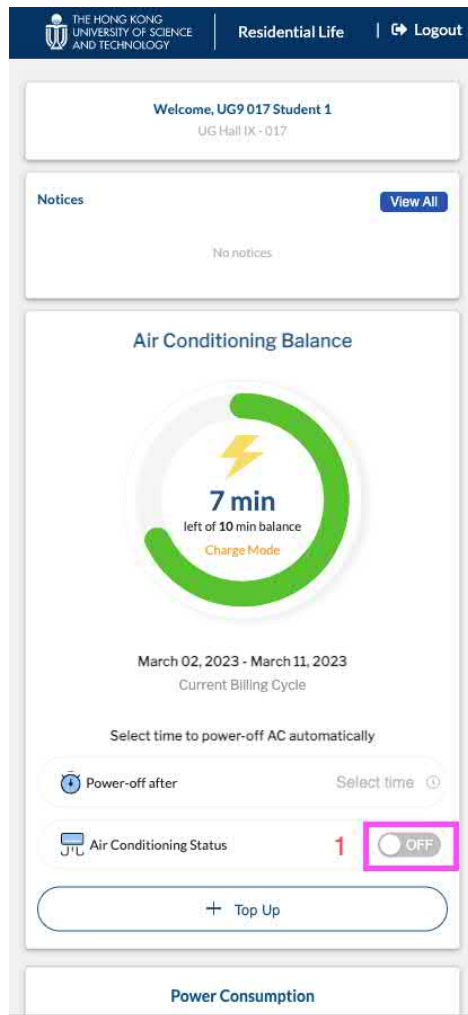 THE HONG KONG
UNIVERSITY OF SCIENCE
AND TECHNOLOGY
Residential Life
| Logout
Welcome, UG9 017 Student 1
UG Hall IX - 017
Notices
View All
No notices
Air Conditioning Balance
7 min
left of 10 min balance
Charge Mode
March 02, 2023 - March 11, 2023
Current Billing Cycle
Select time to power-off AC automatically
Power-off after
Select time
Air Conditioning Status
1
OFF
+ Top Up
Power Consumption